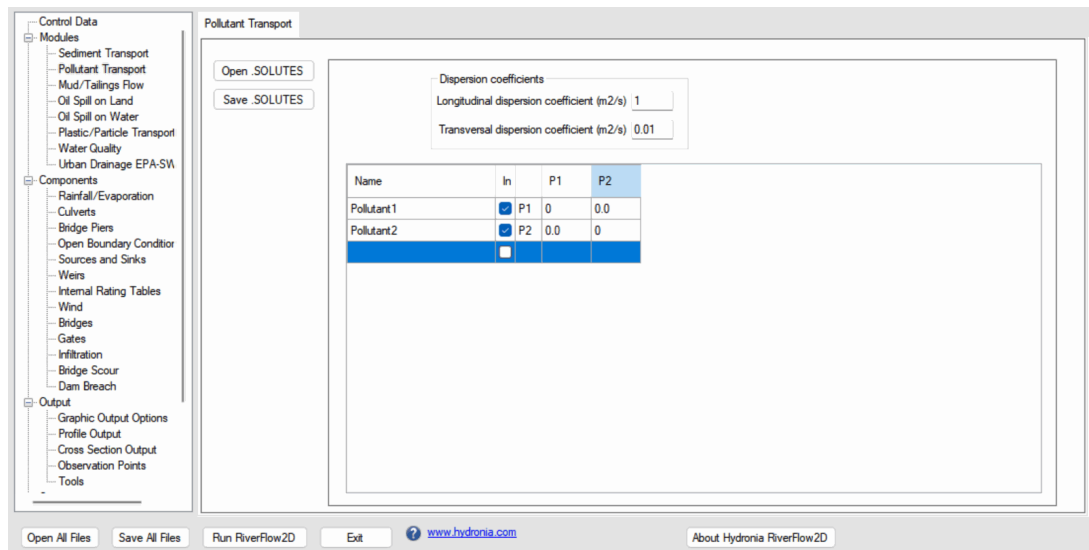 Control Data
Modules
Sediment Transport
Pollutant Transport
Mud/Tailings Flow
Oil Spill on Land
Oil Spill on Water
Plastic/Particle Transport
Water Quality
Urban Drainage EPA-SW
Components
Rainfall/Evaporation
Culverts
Bridge Piers
Open Boundary Condition
Sources and Sinks
Weirs
Internal Rating Tables
Wind
Bridges
Gates
Infiltration
Bridge Scour
Dam Breach
Output
Graphic Output Options
Profile Output
Cross Section Output
Observation Points
Tools
Pollutant Transport
Open .SOLUTES
Save .SOLUTES
Dispersion coefficients
Longitudinal dispersion coefficient (m2/s) 1
Transversal dispersion coefficient (m2/s) 0.01
Name In P1 P2
Pollutant1 P1 0 0.0
Pollutant2 P2 0.0 0
Open All Files Save All Files Run RiverFlow2D Exit ? www.hydronia.com About Hydronia RiverFlow2D